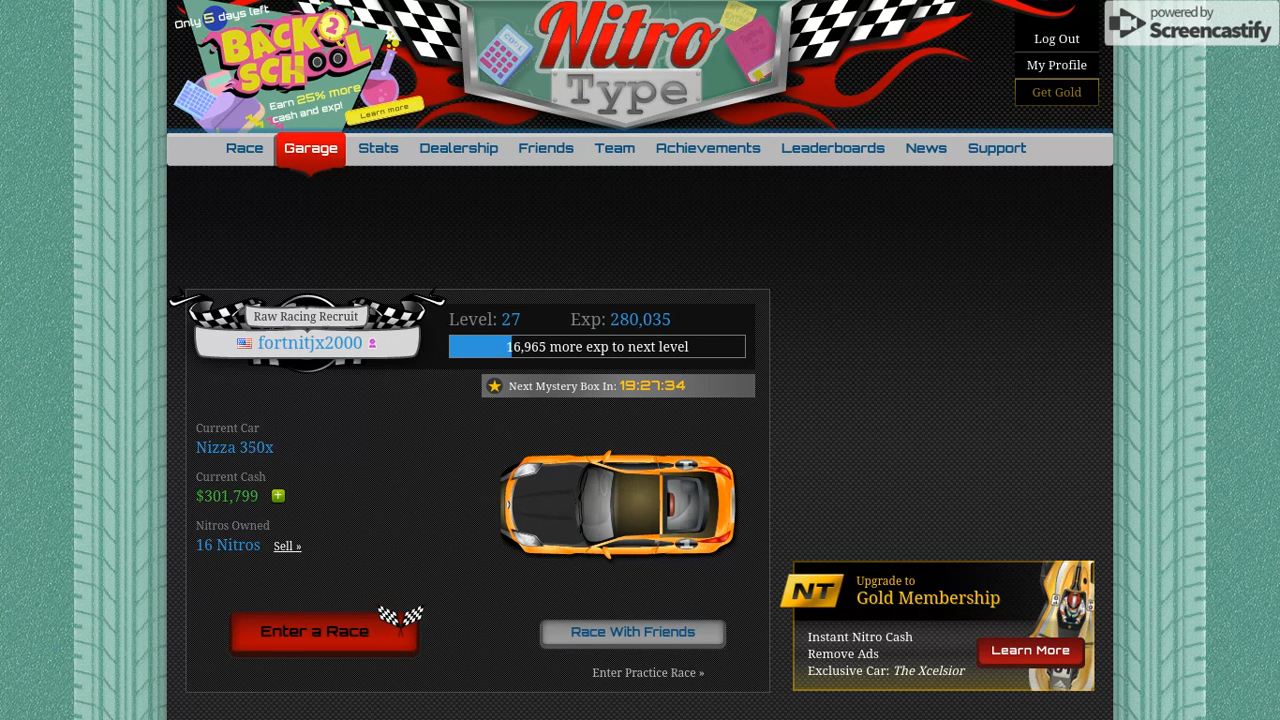 Only 5 days left
BACK 2 SCHOOL
Earn 25% more
cash and exp!
Learn more
Nitro
Type
powered by
Screencastify
Log Out
My Profile
Get Gold
Race Garage Stats Dealership Friends Team Achievements Leaderboards News Support
Raw Racing Recruit
fortnitjx2000
Level: 27 Exp: 280,035
16,965 more exp to next level
Next Mystery Box In: 19:27:34
Current Car
Nizza 350x
Current Cash
$301,799
Nitros Owned
16 Nitros Sell »
Enter a Race
Race With Friends
Enter Practice Race »
NT
Upgrade to
Gold Membership
Instant Nitro Cash
Remove Ads
Exclusive Car: The Xcelsior
Learn More